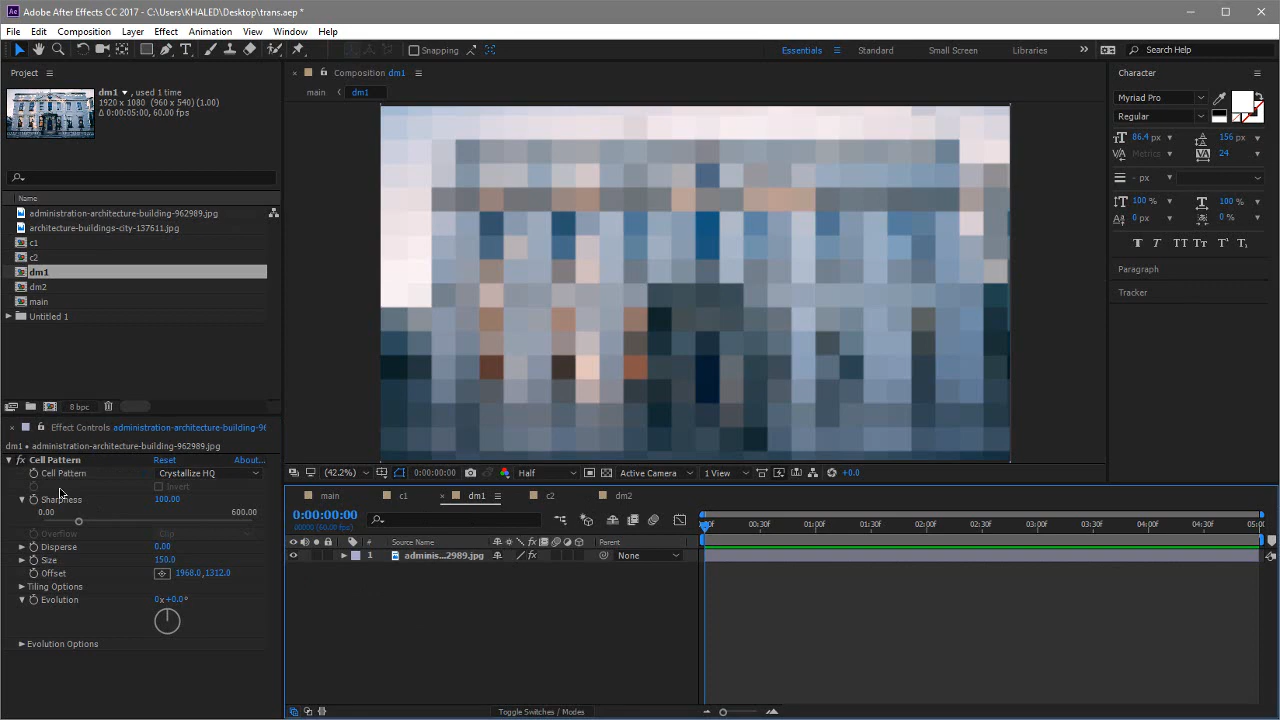 Adobe After Effects CC 2017 - C:\Users\KHALED\Desktop\trans.aep *
File Edit Composition Layer Effect Animation View Window Help
Snapping Essentials Standard Small Screen Libraries Search Help
Project
dm1 , used 1 time
1920 x 1080 (960 x 540) (1.00)
Δ 0:00:05:00, 60.00 fps
Name
administration-architecture-building-962989.jpg
architecture-buildings-city-137611.jpg
c1
c2
dm1
dm2
main
Untitled 1
8 bpc
Effect Controls administration-architecture-building-96
dm1 • administration-architecture-building-962989.jpg
fx Cell Pattern Reset About...
Cell Pattern Crystallize HQ
Invert
Sharpness 100.00
0.00 600.00
Overflow Clip
Disperse 0.00
Size 150.0
Offset 1968.0,1312.0
Tiling Options
Evolution 0x+0.0°
Evolution Options
Composition dm1
main dm1
(42.2%) 0:00:00:00 Half Active Camera 1 View +0.0
Character
Myriad Pro
Regular
86.4 px 156 px
Metrics 24
- px
100 % 100 %
0 px 0 %
Paragraph
Tracker
main c1 dm1 c2 dm2
0:00:00:00
00000 (60.00 fps)
:00f 00:30f 01:00f 01:30f 02:00f 02:30f 03:00f 03:30f 04:00f 04:30f 05:0
# Source Name Parent
1 adminis...2989.jpg None
Toggle Switches / Modes